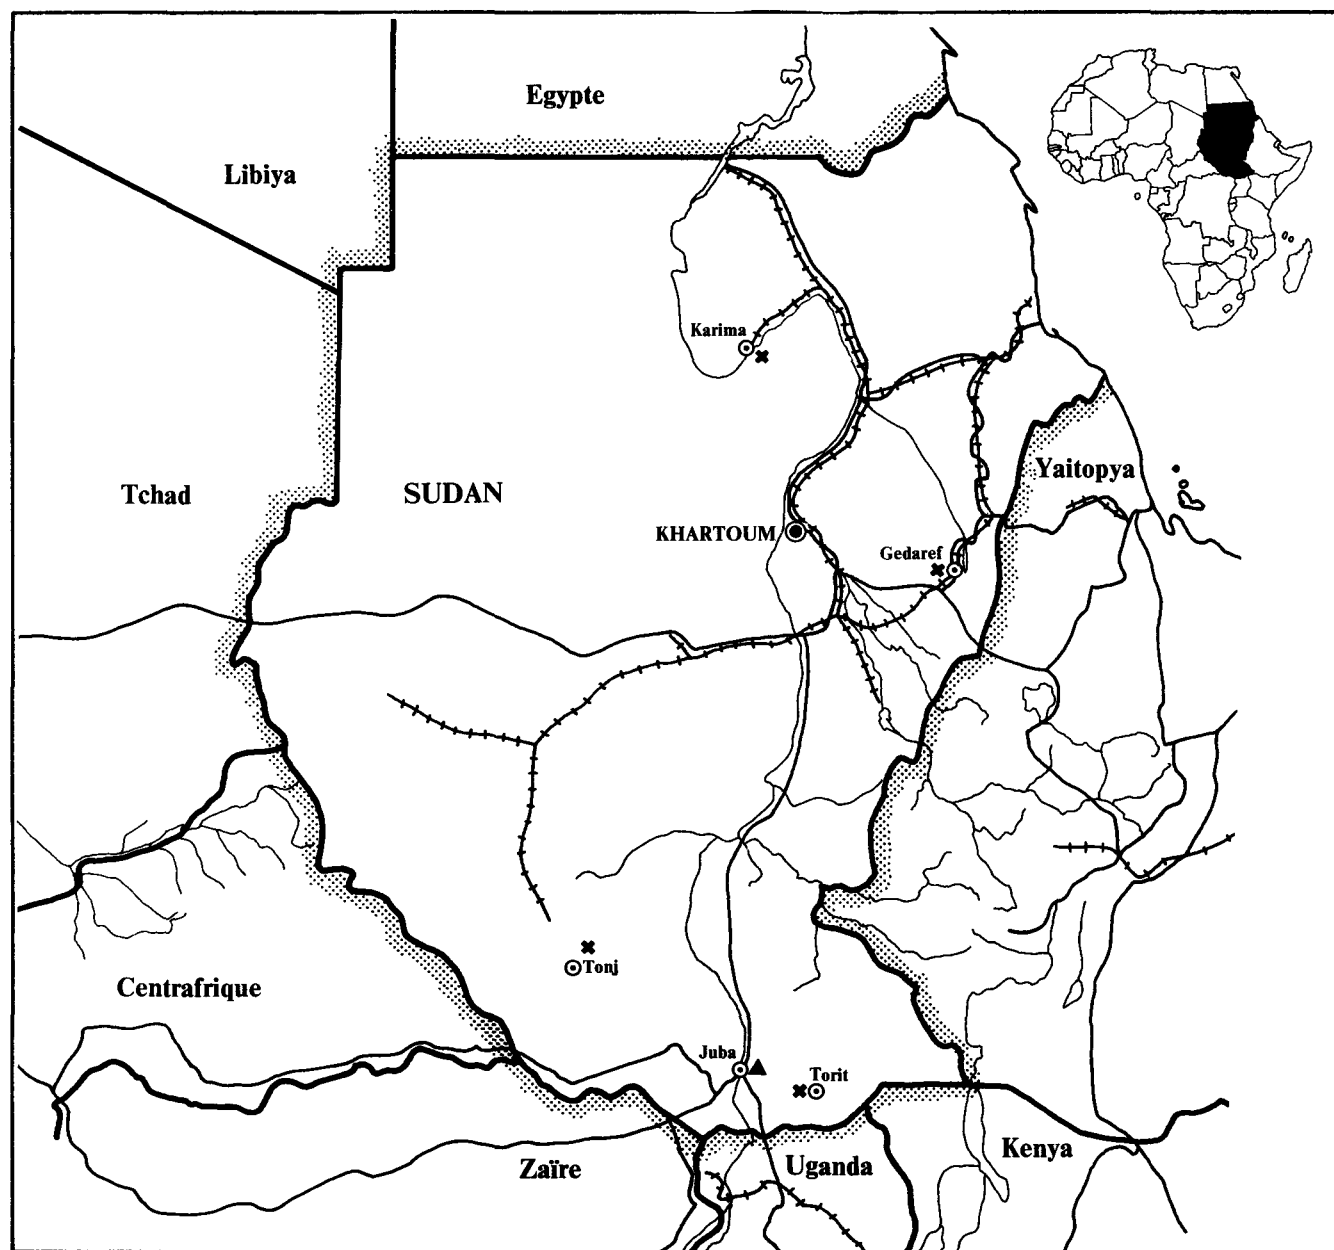 Egypte
Libiya
Karima
Yaitopya
Tchad
SUDAN
KHARTOUM
Gedaref
Tonj
Centrafrique
Juba
Torit
Kenya
Zaïre
Uganda